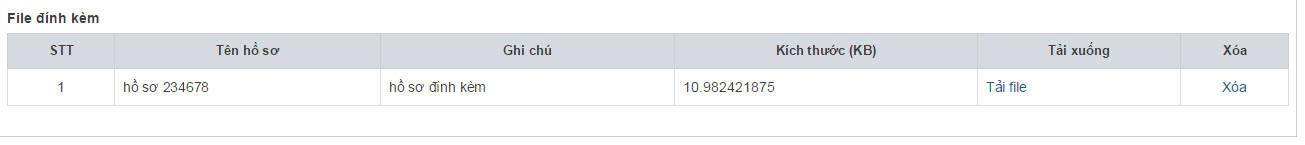 File đính kèm
STT Tên hồ sơ Ghi chú Kích thước (KB) Tải xuống Xóa
1 hồ sơ 234678 hồ sơ đính kèm 10.982421875 Tải file Xóa